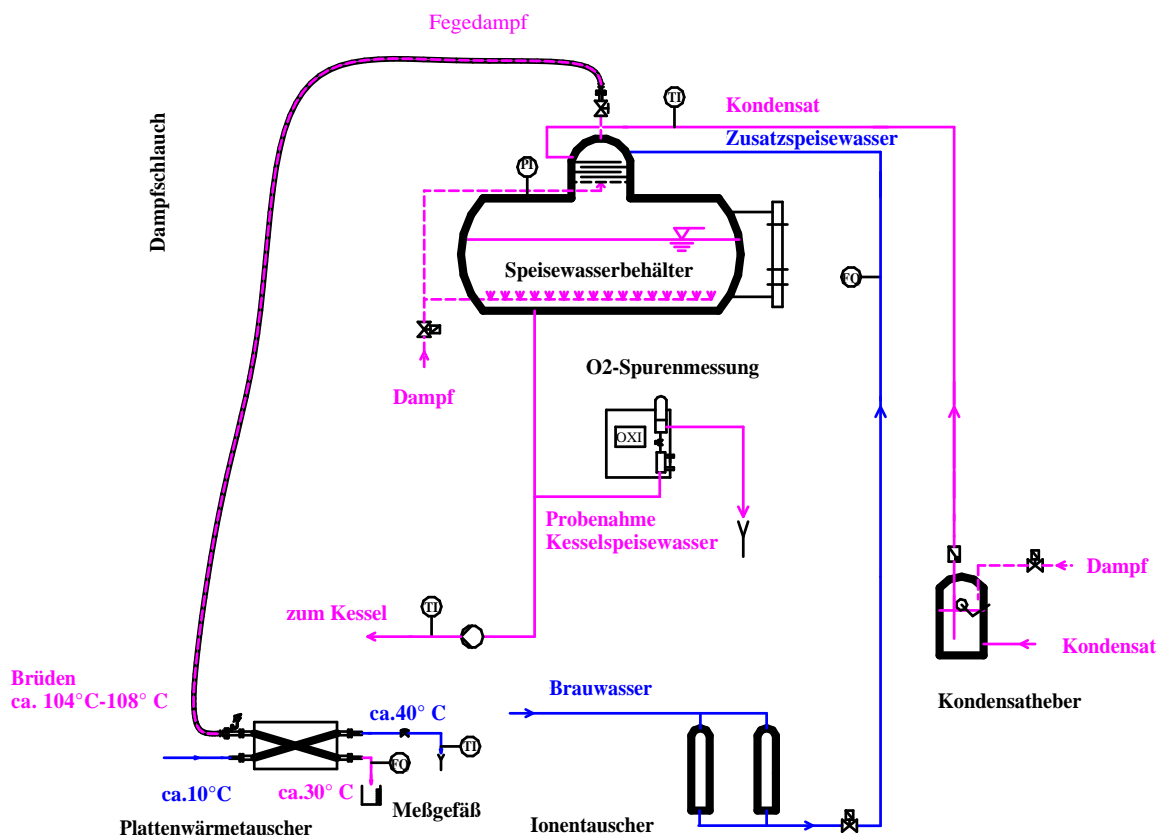 Fegedampf
TI
Kondensat
Zusatzspeisewasser
PI
Dampfschlauch
Speisewasserbehälter
FQ
O2-Spurenmessung
Dampf
OXI
Probenahme
Kesselspeisewasser
Dampf
TI
zum Kessel
Kondensat
Brüden
ca. 104°C-108° C
Brauwasser
Kondensatheber
ca.40° C
TI
FQ
ca.10°C
ca.30° C
Meßgefäß
Plattenwärmetauscher
Ionentauscher